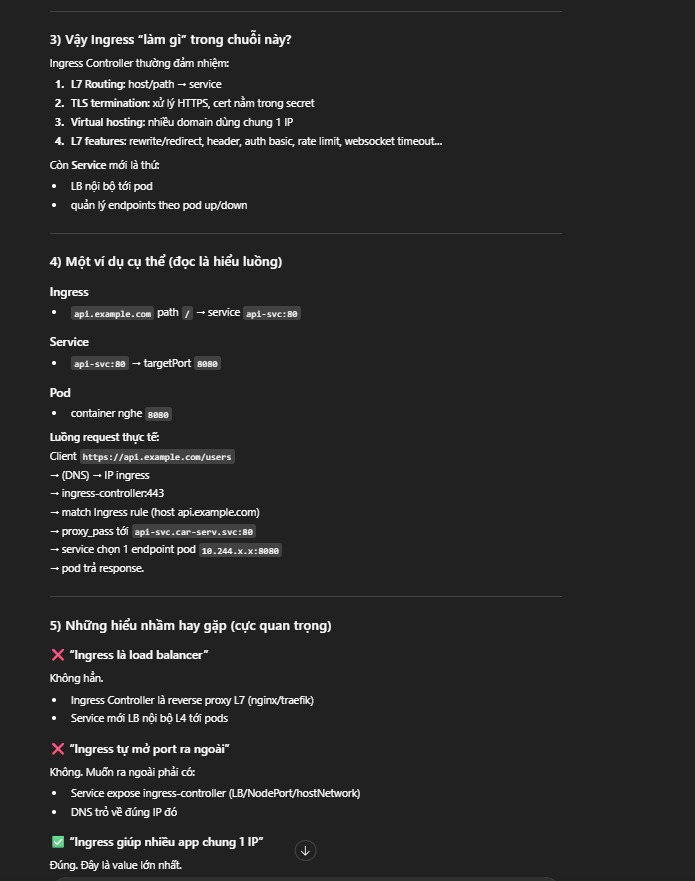 3) Vậy Ingress "làm gì" trong chuỗi này?
Ingress Controller thường đảm nhiệm:
1. L7 Routing: host/path → service
2. TLS termination: xử lý HTTPS, cert nằm trong secret
3. Virtual hosting: nhiều domain dùng chung 1 IP
4. L7 features: rewrite/redirect, header, auth basic, rate limit, websocket timeout...
Còn Service mới là thứ:
• LB nội bộ tới pod
• quản lý endpoints theo pod up/down
4) Một ví dụ cụ thể (đọc là hiểu luồng)
Ingress
• api.example.com path / → service api-svc:80
Service
• api-svc:80 → targetPort 8080
Pod
• container nghe 8080
Luồng request thực tế:
Client https://api.example.com/users
→ (DNS) → IP ingress
→ ingress-controller:443
→ match Ingress rule (host api.example.com)
→ proxy_pass tới api-svc.car-serv.svc:80
→ service chọn 1 endpoint pod 10.244.x.x:8080
→ pod trả response.
5) Những hiểu nhầm hay gặp (cực quan trọng)
❌ "Ingress là load balancer"
Không hẳn.
• Ingress Controller là reverse proxy L7 (nginx/traefik)
• Service mới LB nội bộ L4 tới pods
❌ "Ingress tự mở port ra ngoài"
Không. Muốn ra ngoài phải có:
• Service expose ingress-controller (LB/NodePort/hostNetwork)
• DNS trỏ về đúng IP đó
✅ "Ingress giúp nhiều app chung 1 IP"
Đúng. Đây là value lớn nhất.